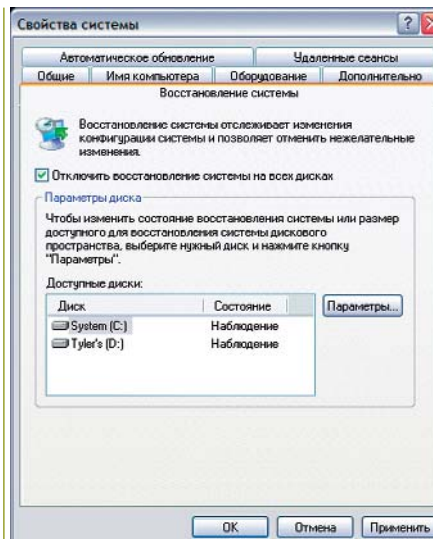 Свойства системы
Автоматическое обновление Удаленные сеансы
Общие Имя компьютера Оборудование Дополнительно
Восстановление системы
Восстановление системы отслеживает изменения
конфигурации системы и позволяет отменить нежелательные
изменения.
Отключить восстановление системы на всех дисках
Параметры диска
Чтобы изменить состояние восстановления системы или размер
доступного для восстановления системы дискового
пространства, выберите нужный диск и нажмите кнопку
"Параметры".
Доступные диски:
Диск Состояние Параметры...
System (C:) Наблюдение
Tyler's (D:) Наблюдение
OK Отмена Применить